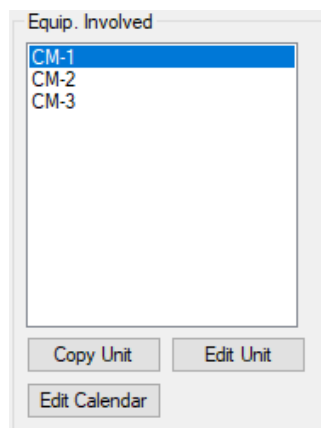 Equip. Involved
CM-1
CM-2
CM-3
Copy Unit
Edit Unit
Edit Calendar